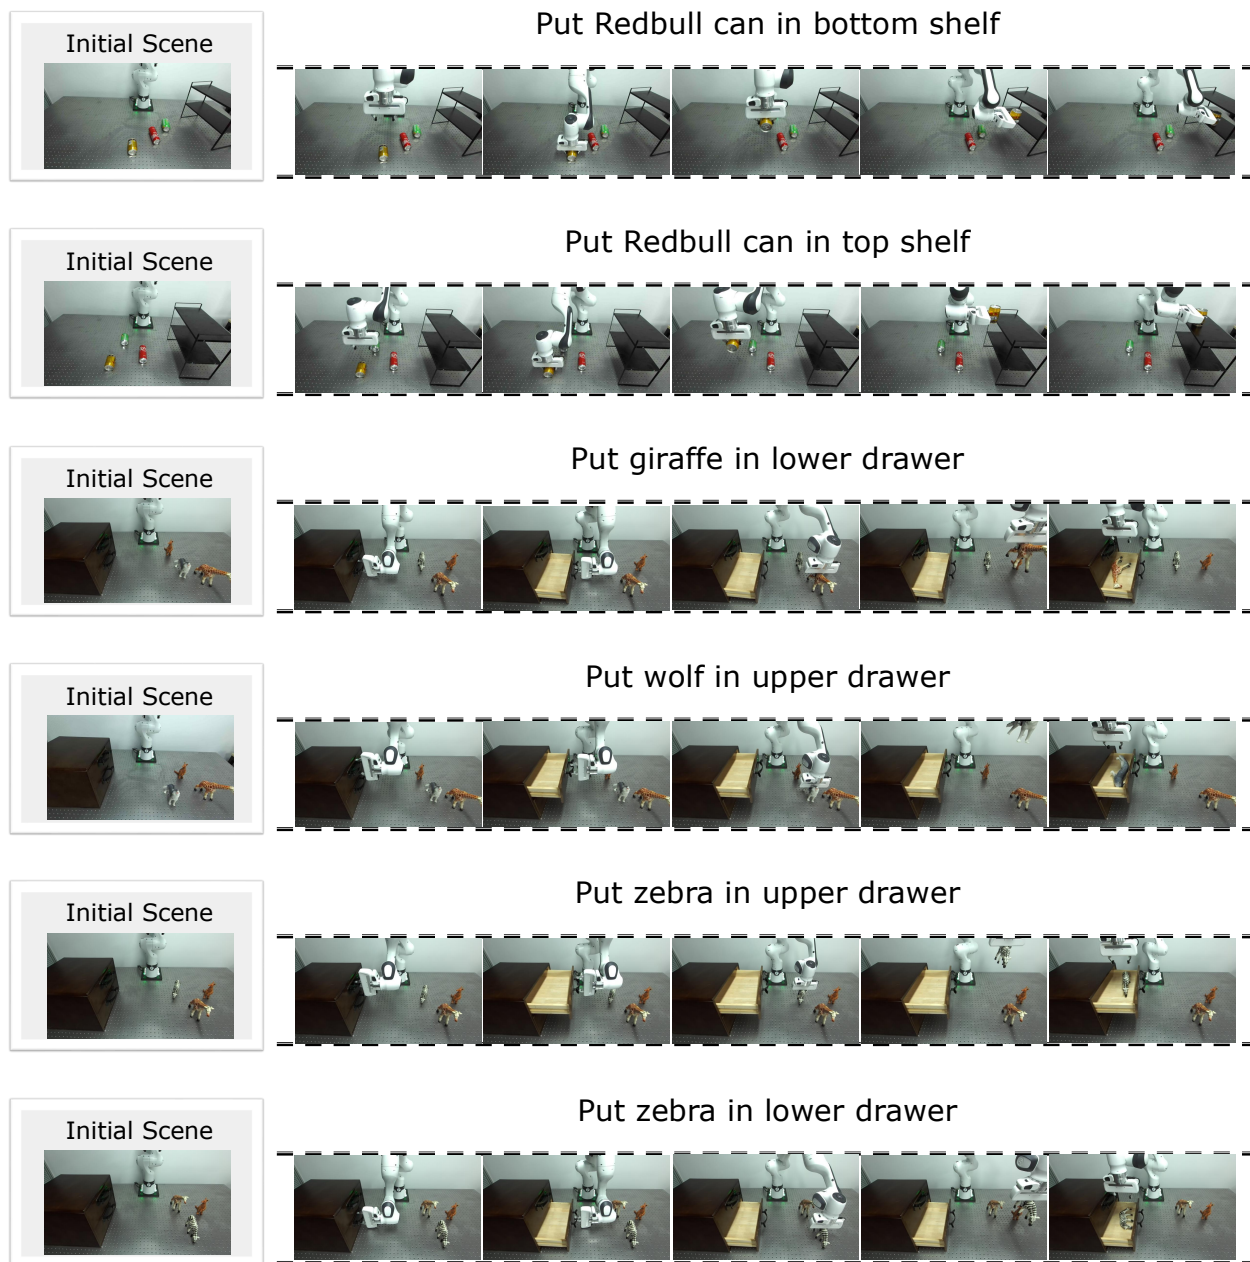 Put Redbull can in bottom shelf
Initial Scene
Put Redbull can in top shelf
Initial Scene
Put giraffe in lower drawer
Initial Scene
Put wolf in upper drawer
Initial Scene
Put zebra in upper drawer
Initial Scene
Put zebra in lower drawer
Initial Scene